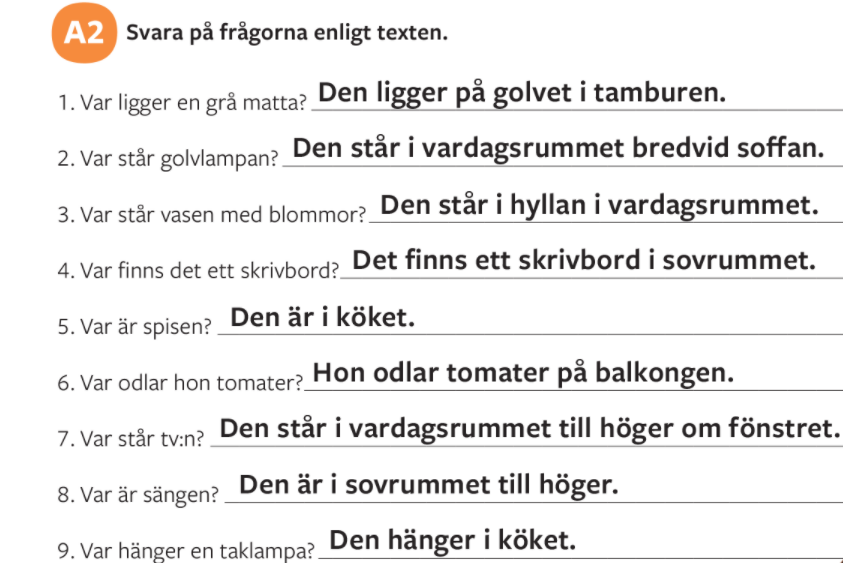 A2 Svara på frågorna enligt texten.
1. Var ligger en grå matta? Den ligger på golvet i tamburen.
2. Var står golvlampan? Den står i vardagsrummet bredvid soffan.
3. Var står vasen med blommor? Den står i hyllan i vardagsrummet.
4. Var finns det ett skrivbord? Det finns ett skrivbord i sovrummet.
5. Var är spisen? Den är i köket.
6. Var odlar hon tomater? Hon odlar tomater på balkongen.
7. Var står tv:n? Den står i vardagsrummet till höger om fönstret.
8. Var är sängen? Den är i sovrummet till höger.
9. Var hänger en taklampa? Den hänger i köket.